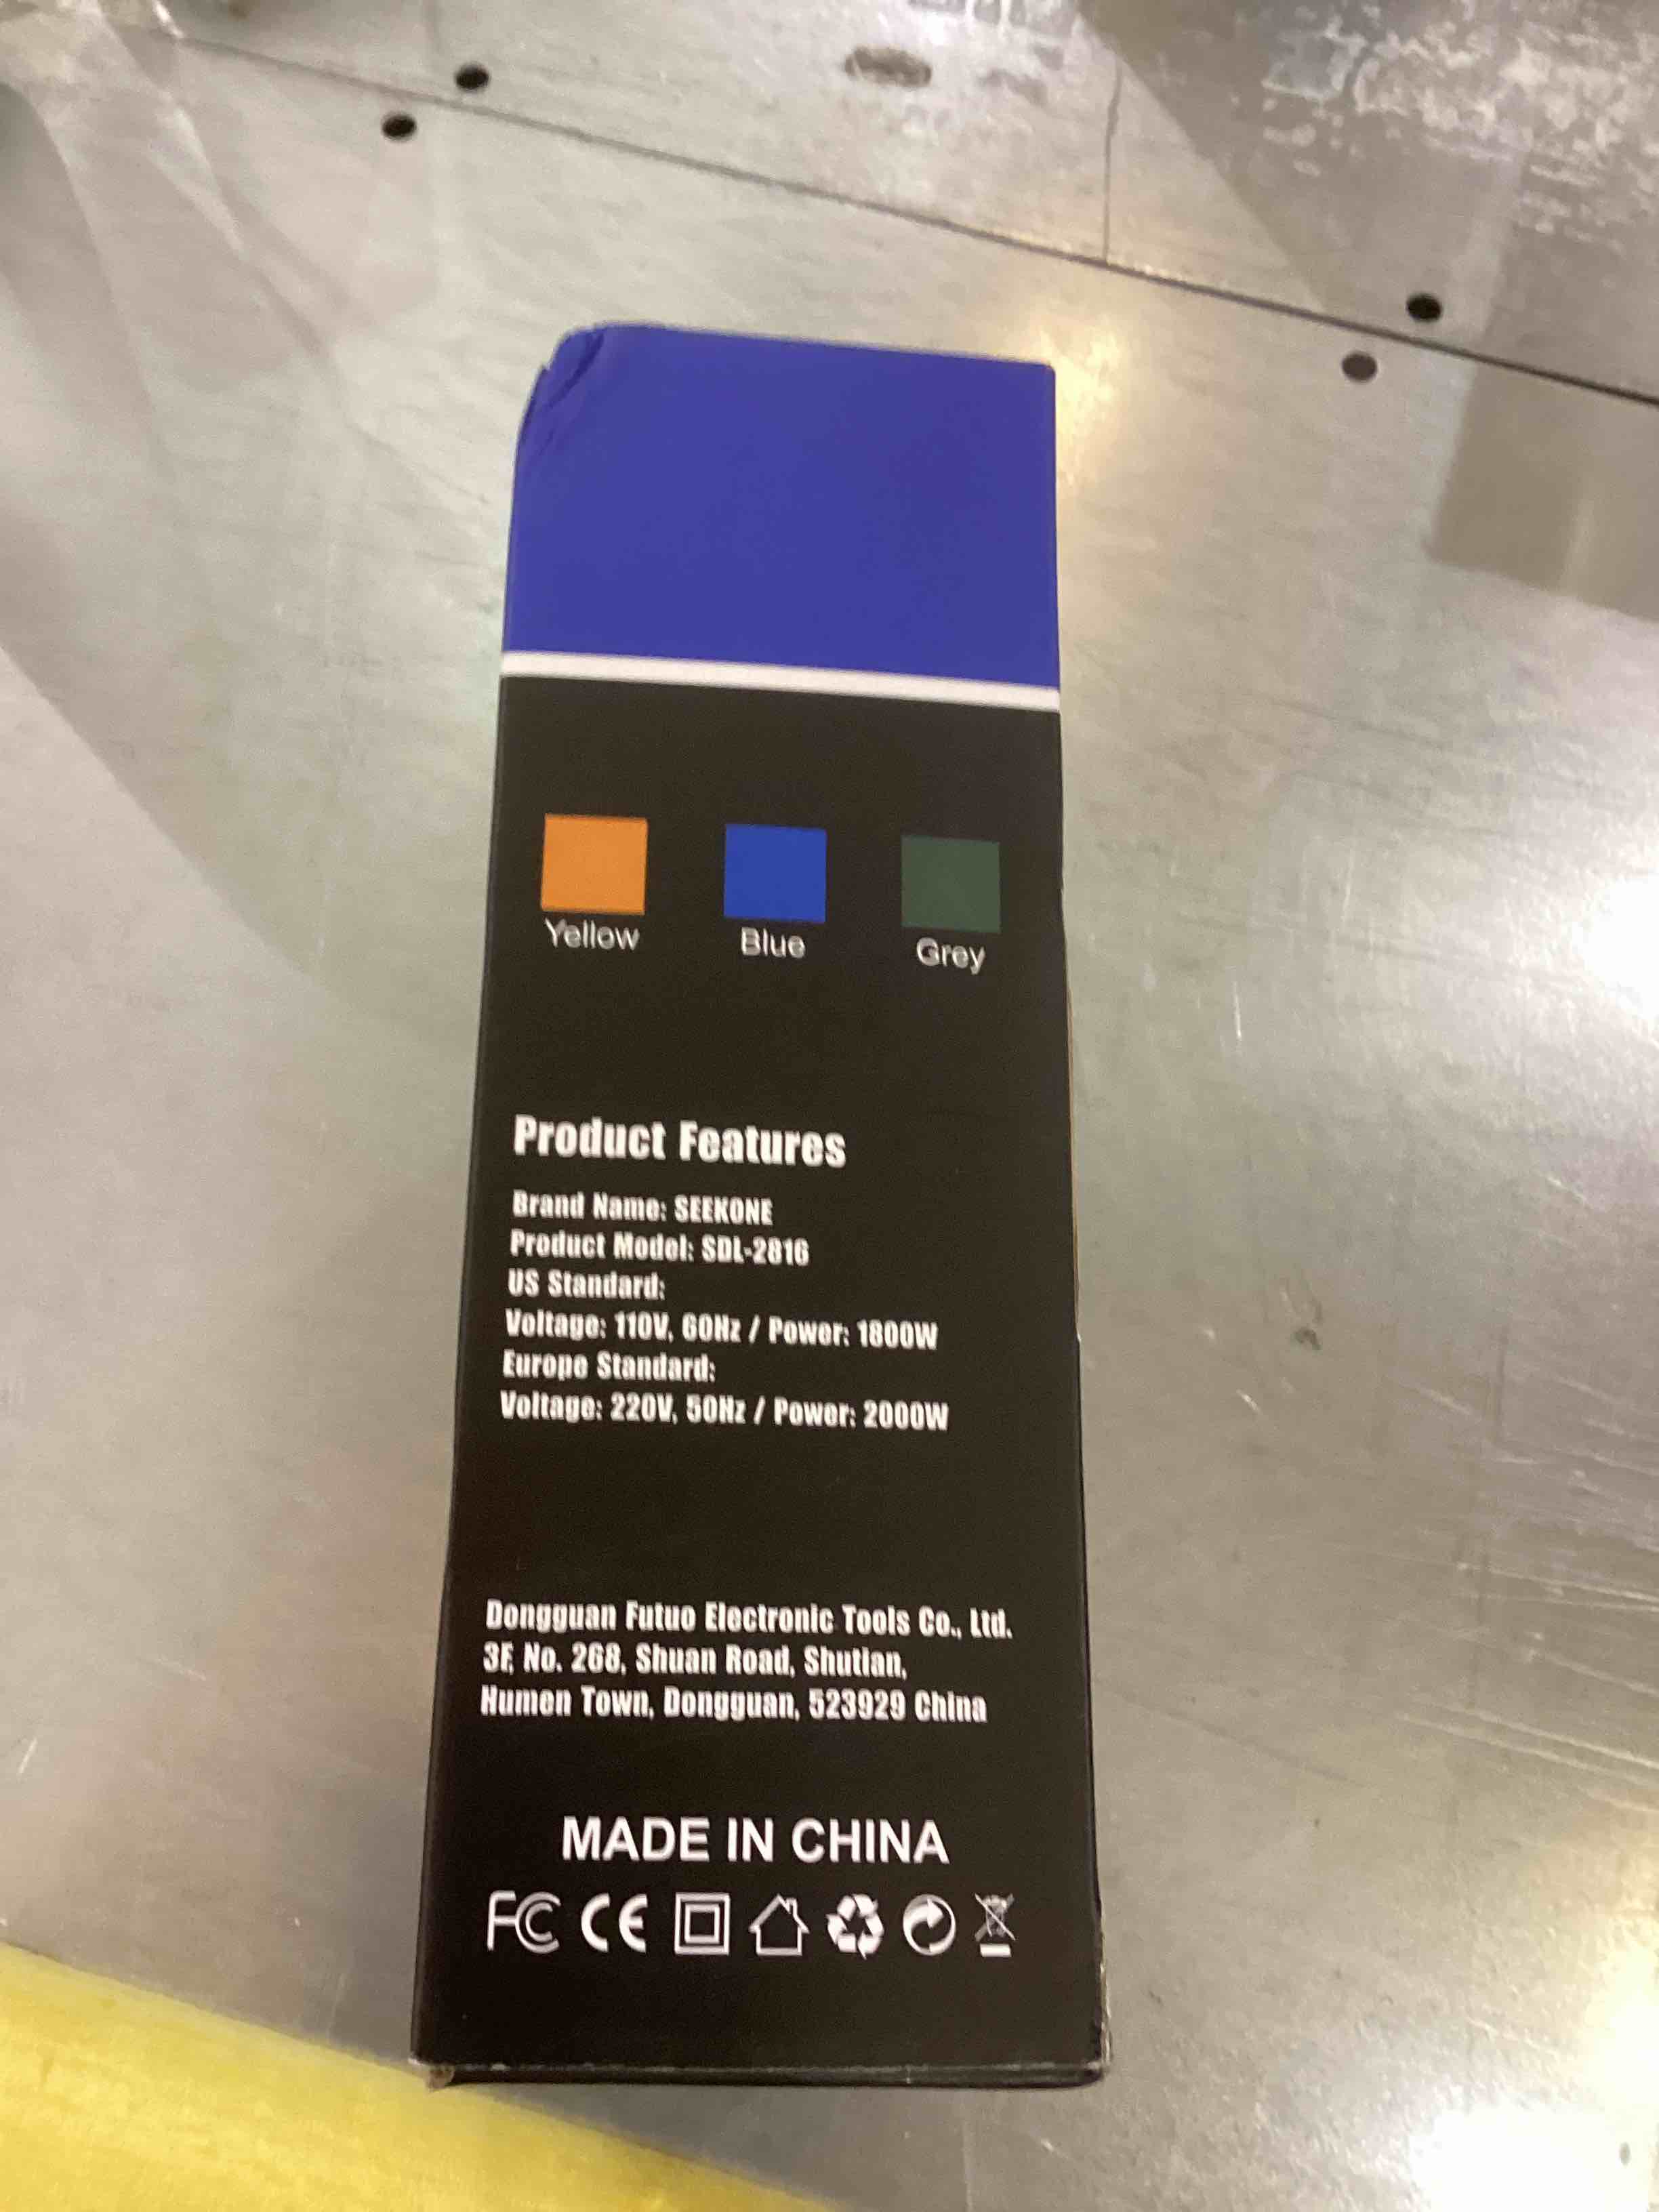 Yellow Blue Grey
Product Features
Brand Name: SEEKONE
Product Model: SDL-2816
US Standard:
Voltage: 110V, 60Hz / Power: 1800W
Europe Standard:
Voltage: 220V, 50Hz / Power: 2000W
Dongguan Futuo Electronic Tools Co., Ltd.
3F, No. 268, Shuan Road, Shutian,
Humen Town, Dongguan, 523929 China
MADE IN CHINA
FC CE